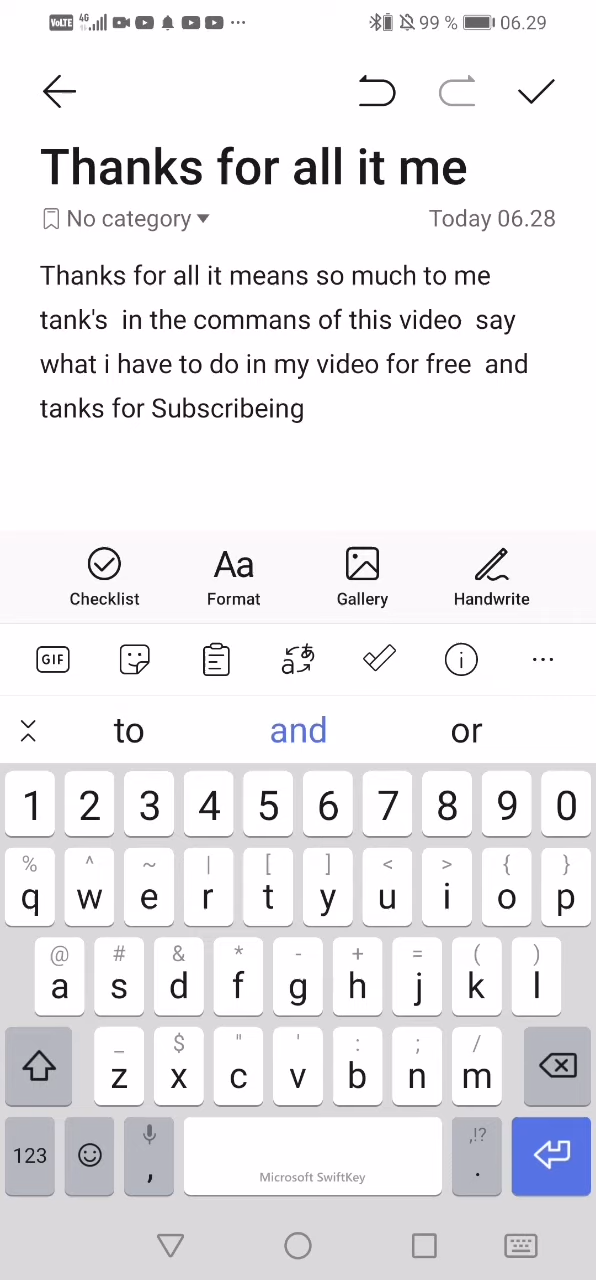 VoLTE 4G 99 % 06.29
Thanks for all it me
No category Today 06.28
Thanks for all it means so much to me
tank's  in the commans of this video  say
what i have to do in my video for free  and
tanks for Subscribeing
Checklist Aa Format Gallery Handwrite
GIF aあ
to and or
1 2 3 4 5 6 7 8 9 0
% ^ ~ | [ ] < > { }
q w e r t y u i o p
@ # & * - + = ( )
a s d f g h j k l
_ $ " ' : ; /
z x c v b n m
123 , Microsoft SwiftKey ,!? .